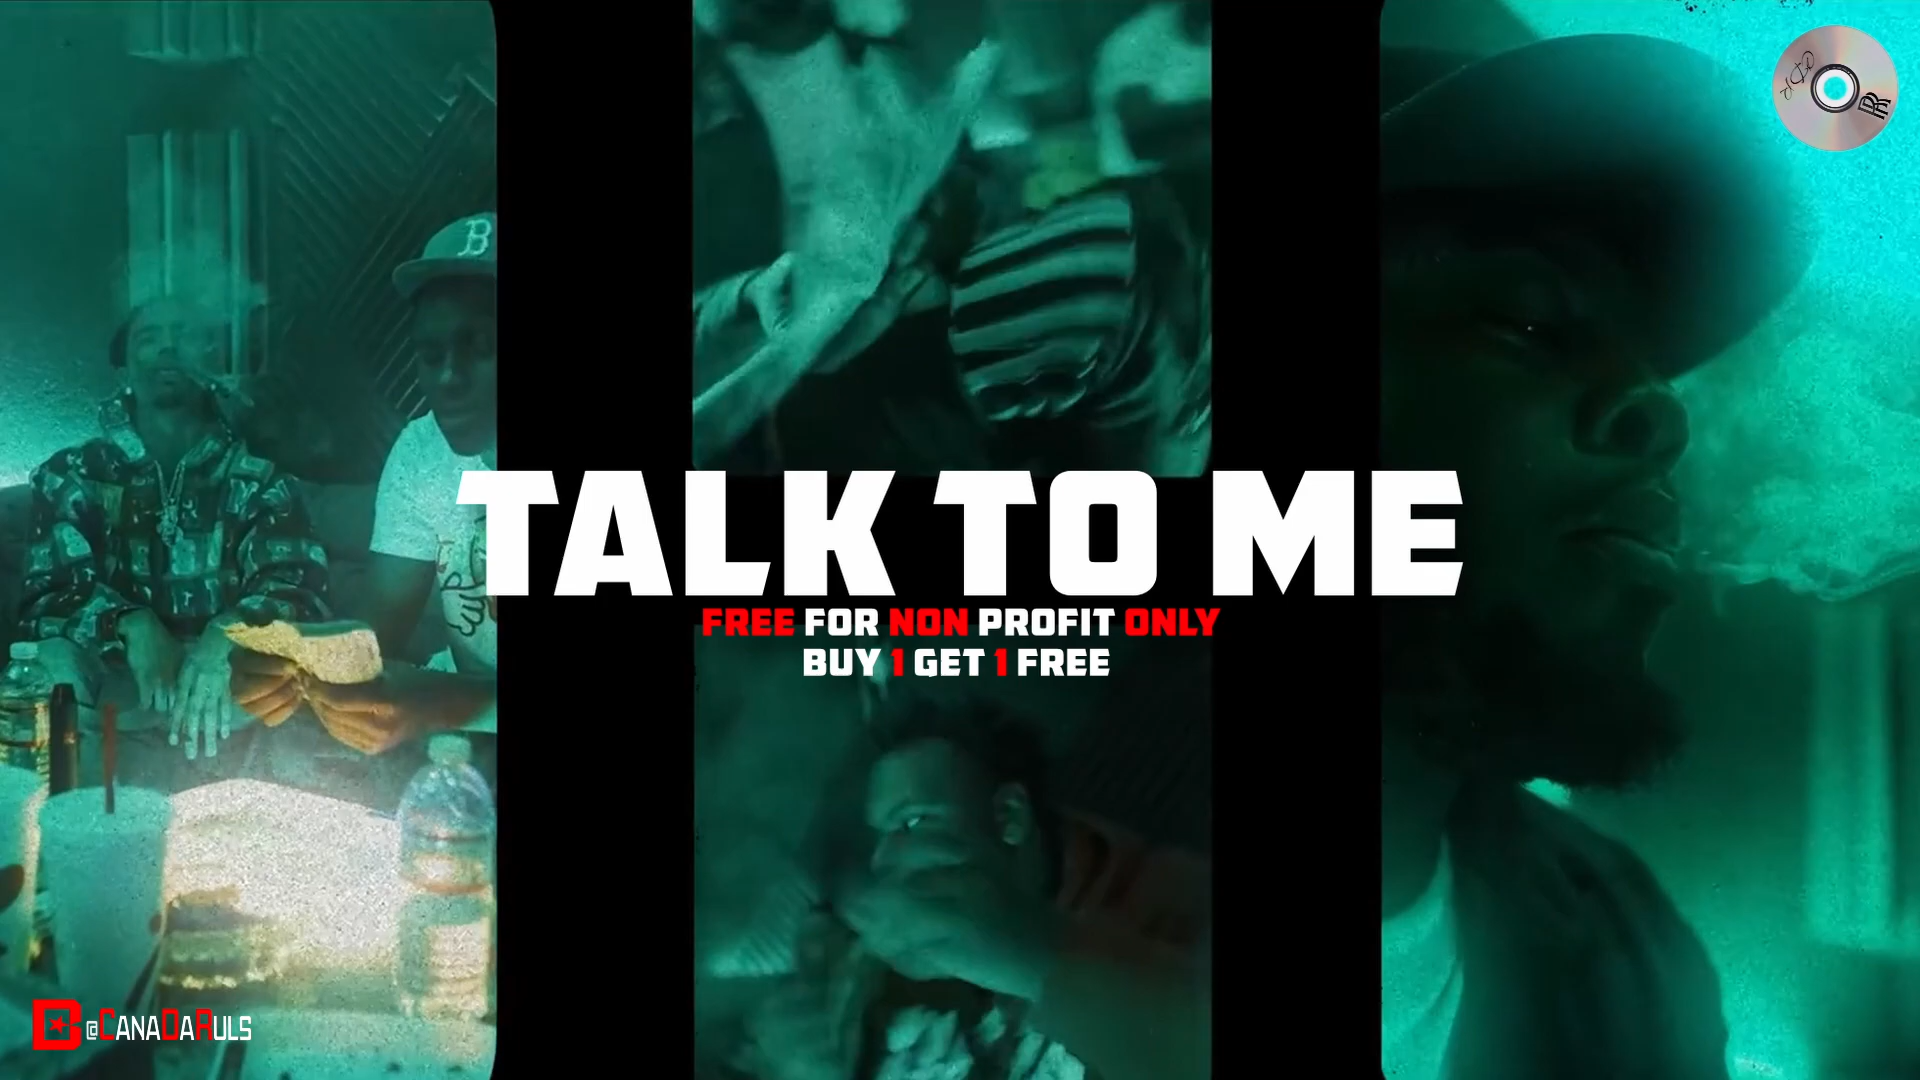 B
TALK TO ME
FREE FOR NON PROFIT ONLY
BUY 1 GET 1 FREE
@CANADARULS